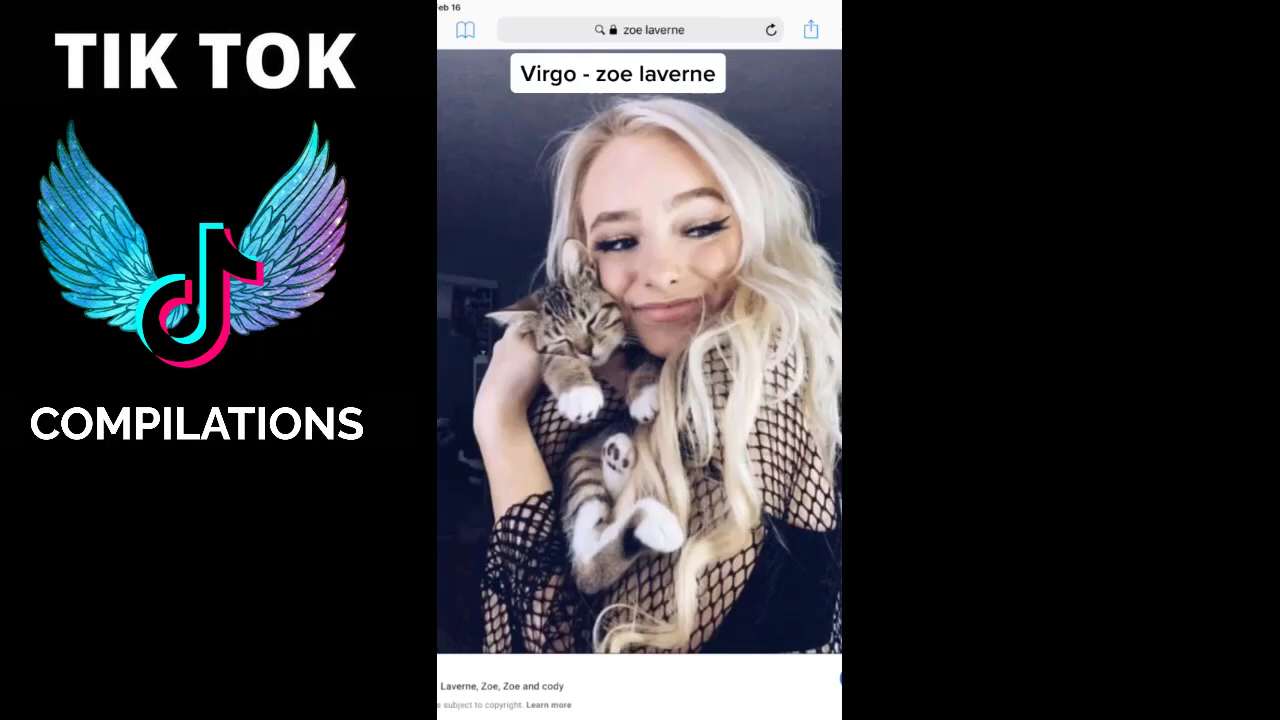 TIK TOK
COMPILATIONS
Feb 16
zoe laverne
Virgo - zoe laverne
Laverne, Zoe, Zoe and cody
subject to copyright. Learn more